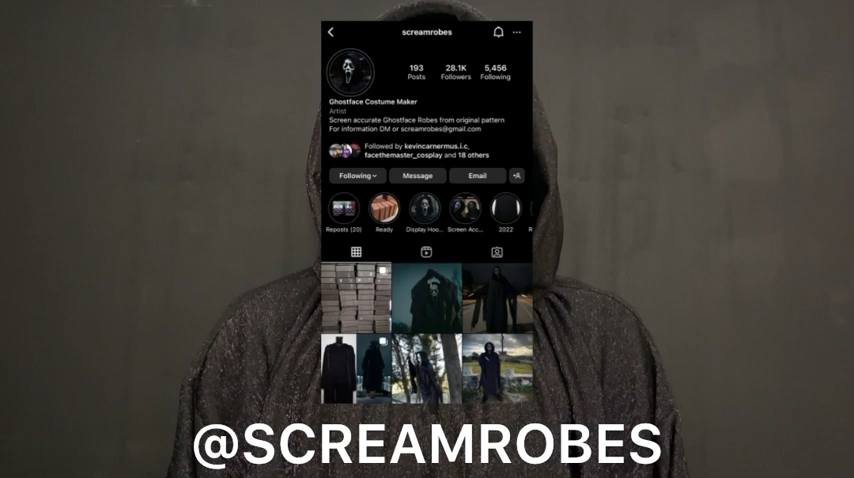 screamrobes
193 28.1K 5,456
Posts Followers Following
Ghostface Costume Maker
Artist
Screen accurate Ghostface Robes from original pattern
For information DM or screamrobes@gmail.com
Followed by kevincarnermus.i.c,
facethemaster_cosplay and 18 others
Following Message Email
Reposts (20) Ready Display Hoo... Screen Acc... 2022 R
@SCREAMROBES